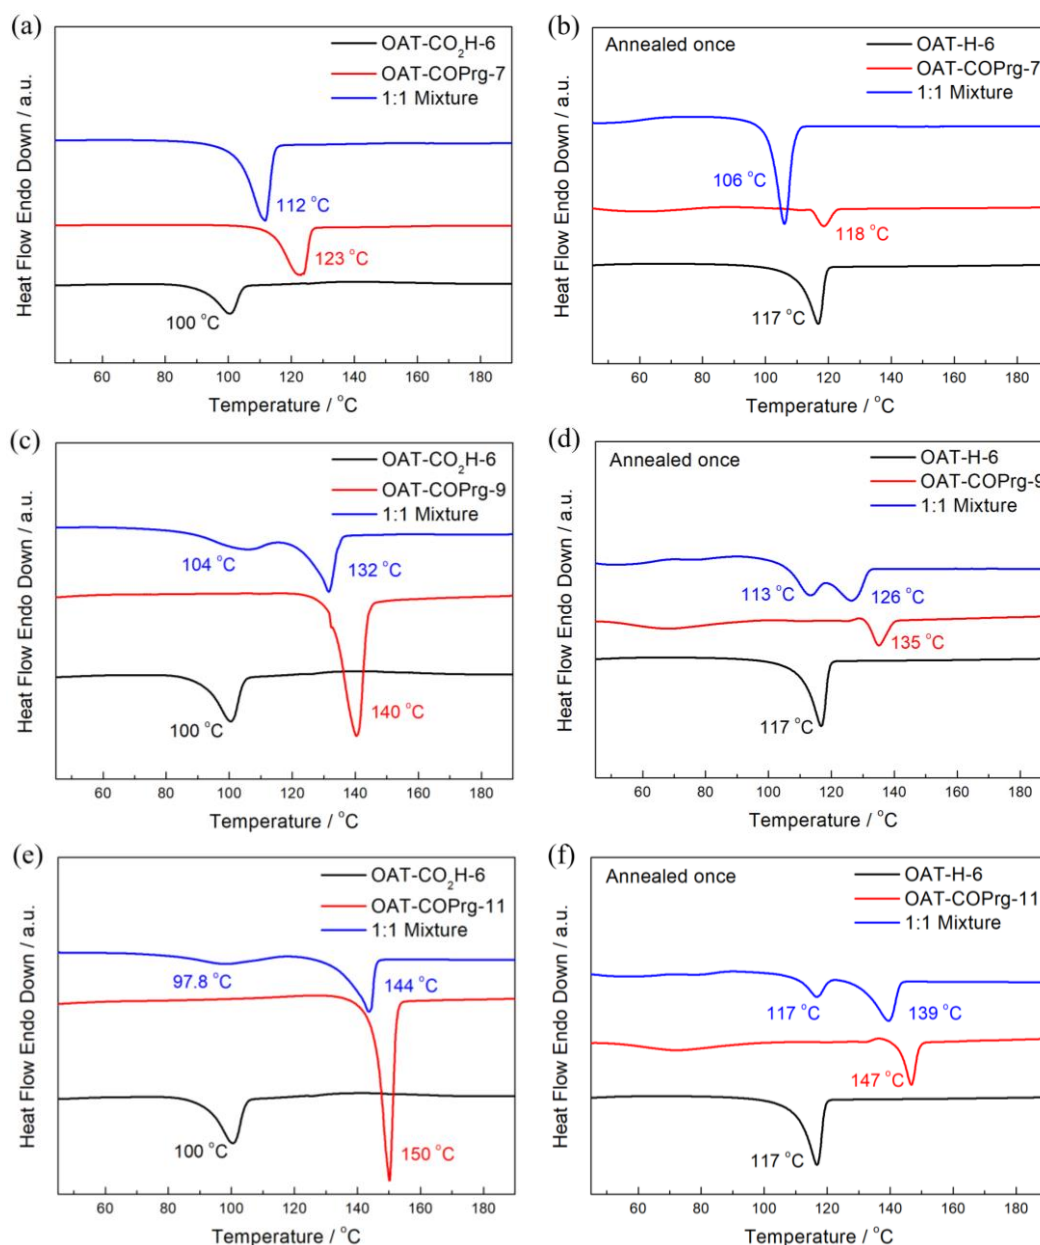 (a)
OAT-CO2H-6
OAT-COPrg-7
1:1 Mixture
112 °C
123 °C
100 °C
Heat Flow Endo Down / a.u.
60 80 100 120 140 160 180
Temperature / °C
(b)
Annealed once
OAT-H-6
OAT-COPrg-7
1:1 Mixture
106 °C
118 °C
117 °C
Heat Flow Endo Down / a.u.
60 80 100 120 140 160 180
Temperature / °C
(c)
OAT-CO2H-6
OAT-COPrg-9
1:1 Mixture
104 °C
132 °C
140 °C
100 °C
Heat Flow Endo Down / a.u.
60 80 100 120 140 160 180
Temperature / °C
(d)
Annealed once
OAT-H-6
OAT-COPrg-9
1:1 Mixture
113 °C
126 °C
135 °C
117 °C
Heat Flow Endo Down / a.u.
60 80 100 120 140 160 180
Temperature / °C
(e)
OAT-CO2H-6
OAT-COPrg-11
1:1 Mixture
97.8 °C
144 °C
100 °C
150 °C
Heat Flow Endo Down / a.u.
60 80 100 120 140 160 180
Temperature / °C
(f)
Annealed once
OAT-H-6
OAT-COPrg-11
1:1 Mixture
117 °C
139 °C
147 °C
117 °C
Heat Flow Endo Down / a.u.
60 80 100 120 140 160 180
Temperature / °C